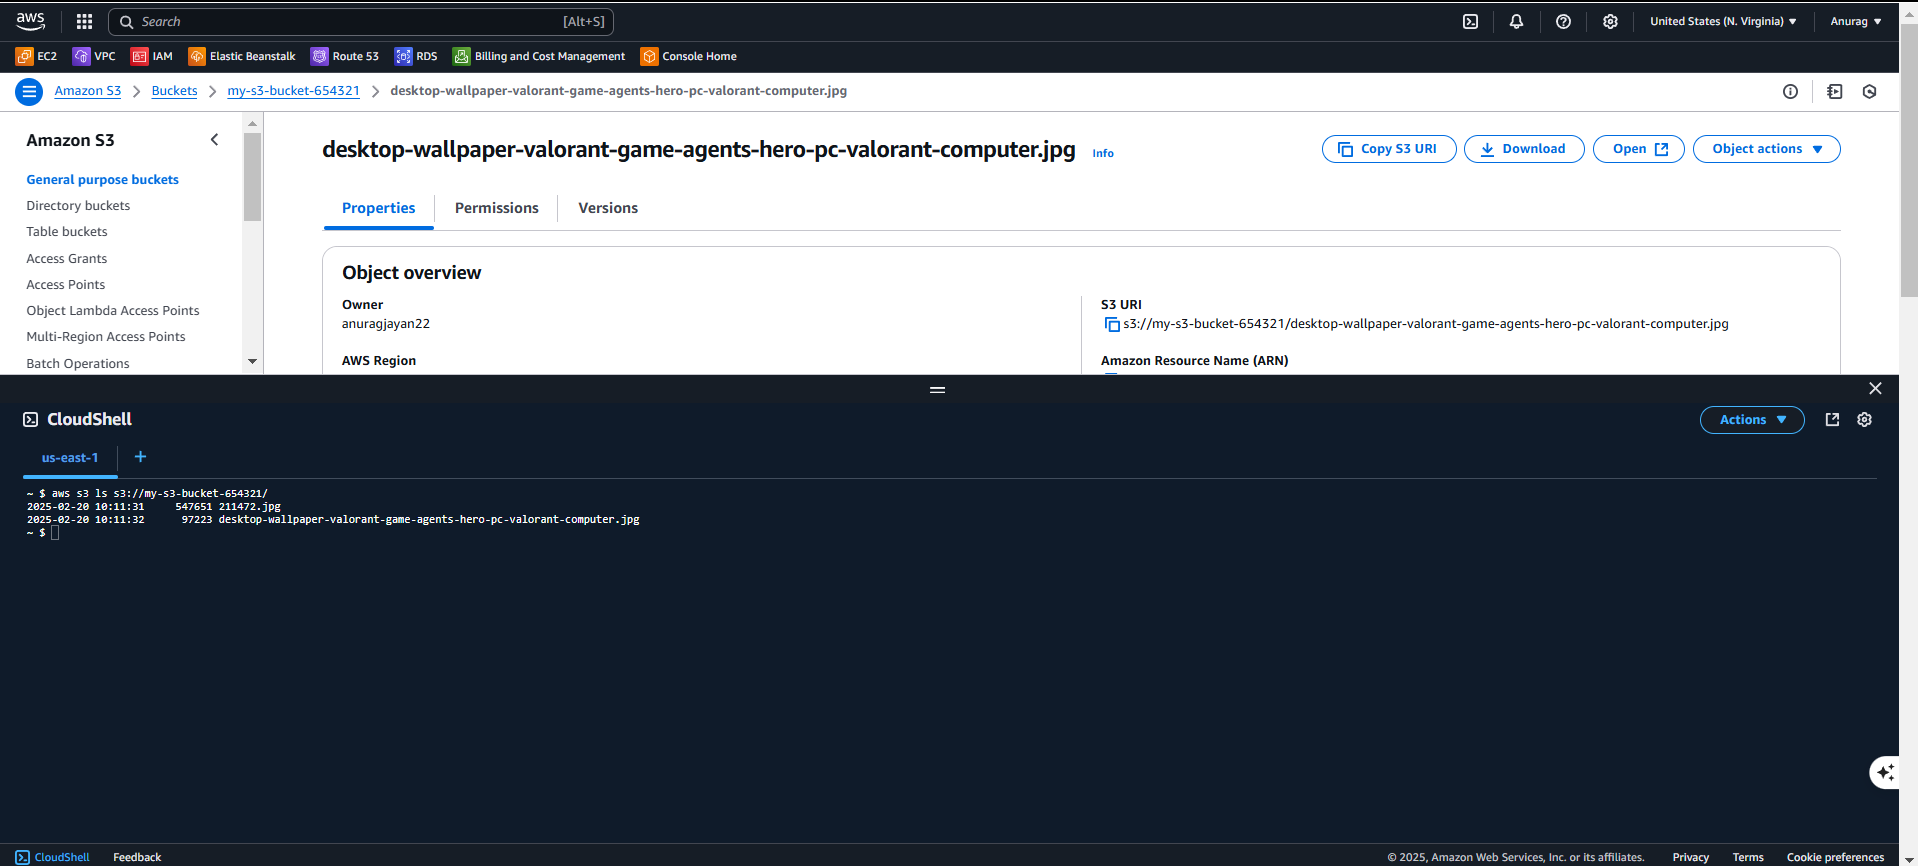 aws
Search [Alt+S]
United States (N. Virginia) Anurag
EC2 VPC IAM Elastic Beanstalk Route 53 RDS Billing and Cost Management Console Home
Amazon S3 Buckets my-s3-bucket-654321 desktop-wallpaper-valorant-game-agents-hero-pc-valorant-computer.jpg
Amazon S3
General purpose buckets
Directory buckets
Table buckets
Access Grants
Access Points
Object Lambda Access Points
Multi-Region Access Points
Batch Operations
desktop-wallpaper-valorant-game-agents-hero-pc-valorant-computer.jpg Info
Copy S3 URI Download Open Object actions
Properties Permissions Versions
Object overview
Owner
anuragjayan22
AWS Region
S3 URI
s3://my-s3-bucket-654321/desktop-wallpaper-valorant-game-agents-hero-pc-valorant-computer.jpg
Amazon Resource Name (ARN)
CloudShell
Actions
us-east-1 +
~ $ aws s3 ls s3://my-s3-bucket-654321/
2025-02-20 10:11:31     547651 211472.jpg
2025-02-20 10:11:32      97223 desktop-wallpaper-valorant-game-agents-hero-pc-valorant-computer.jpg
~ $
CloudShell Feedback
© 2025, Amazon Web Services, Inc. or its affiliates. Privacy Terms Cookie preferences